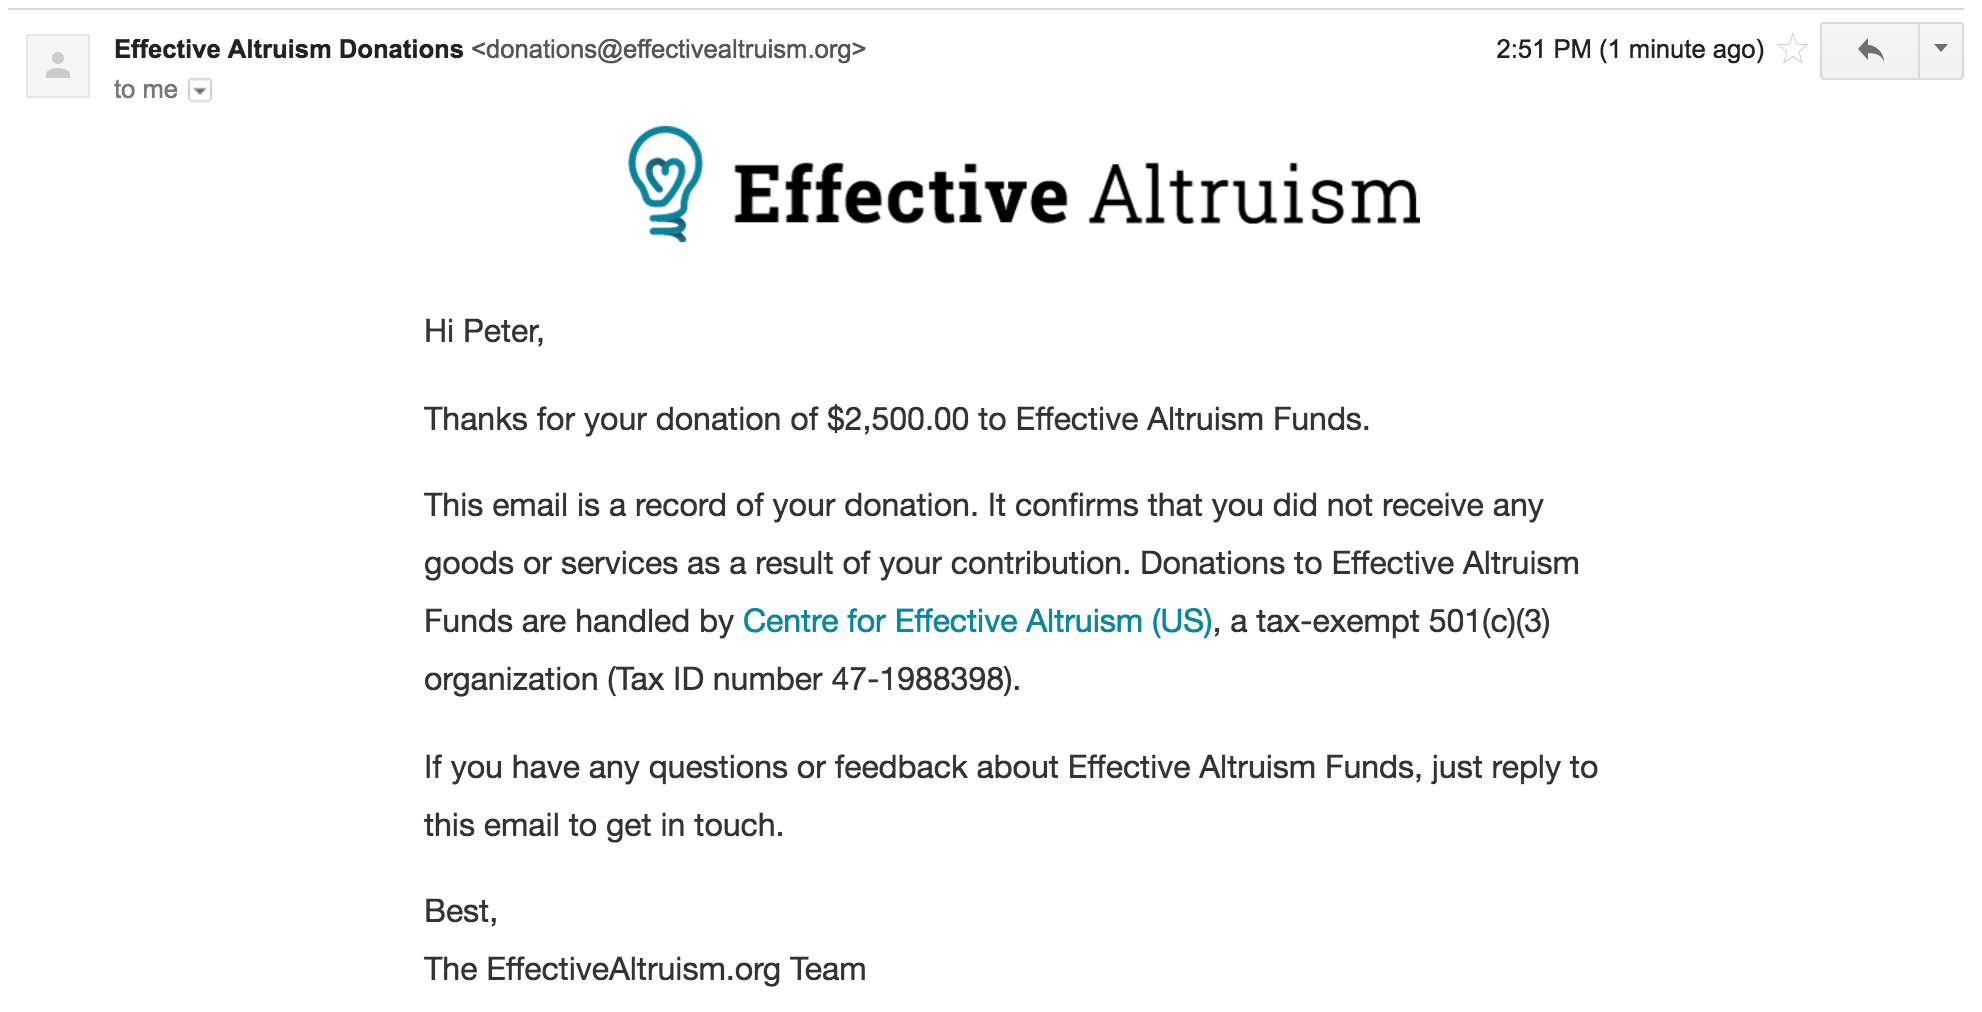 Effective Altruism Donations <donations@effectivealtruism.org>
2:51 PM (1 minute ago)
to me
Effective Altruism
Hi Peter,
Thanks for your donation of $2,500.00 to Effective Altruism Funds.
This email is a record of your donation. It confirms that you did not receive any
goods or services as a result of your contribution. Donations to Effective Altruism
Funds are handled by Centre for Effective Altruism (US), a tax-exempt 501(c)(3)
organization (Tax ID number 47-1988398).
If you have any questions or feedback about Effective Altruism Funds, just reply to
this email to get in touch.
Best,
The EffectiveAltruism.org Team